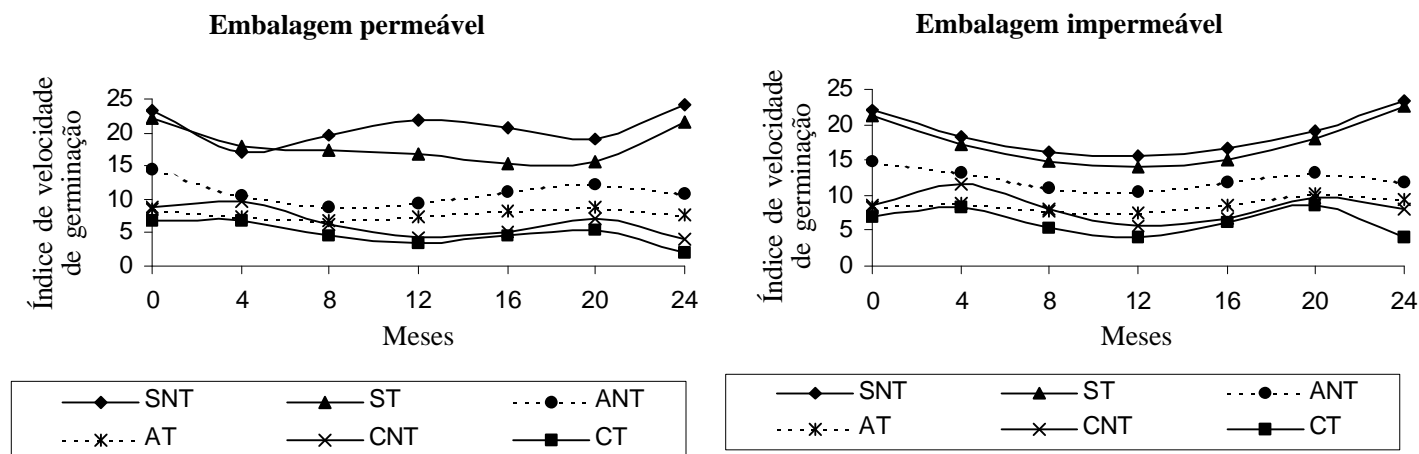 Embalagem permeável
Índice de velocidade
de germinação
25
20
15
10
5
0
0 4 8 12 16 20 24
Meses
SNT ST ANT
AT CNT CT
Embalagem impermeável
Índice de velocidade
de germinação
25
20
15
10
5
0
0 4 8 12 16 20 24
Meses
SNT ST ANT
AT CNT CT